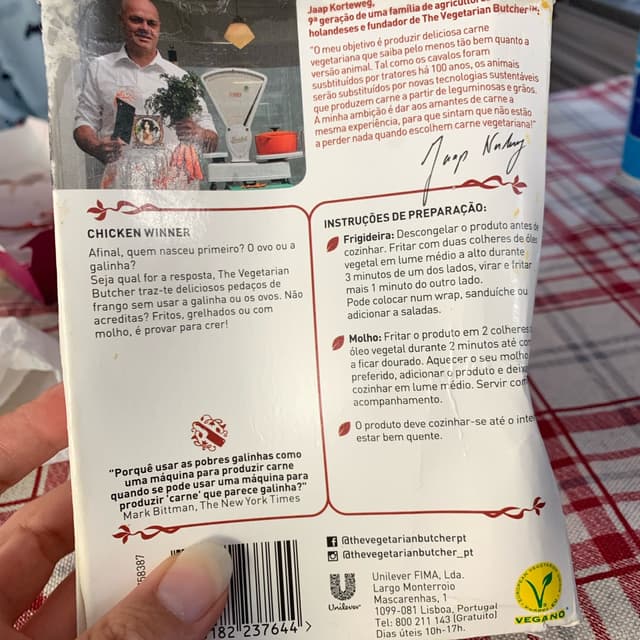 Jaap Korteweg,
9ª geração de uma família de agricultor
holandeses e fundador de The Vegetarian Butcher™.
"O meu objetivo é produzir deliciosa carne
vegetariana que saiba pelo menos tão bem quanto a
versão animal. Tal como os cavalos foram
susbtituídos por tratores há 100 anos, os animais
serão substituídos por novas tecnologias sustentáveis
que produzem carne a partir de leguminosas e grãos.
A minha ambição é dar aos amantes de carne a
mesma experiência, para que sintam que não estão
a perder nada quando escolhem carne vegetariana!"
CHICKEN WINNER
Afinal, quem nasceu primeiro? O ovo ou a
galinha?
Seja qual for a resposta, The Vegetarian
Butcher traz-te deliciosos pedaços de
frango sem usar a galinha ou os ovos. Não
acreditas? Fritos, grelhados ou com
molho, é provar para crer!
"Porquê usar as pobres galinhas como
uma máquina para produzir carne
quando se pode usar uma máquina para
produzir 'carne' que parece galinha?"
Mark Bittman, The New York Times
INSTRUÇÕES DE PREPARAÇÃO:
Frigideira: Descongelar o produto antes de
cozinhar. Fritar com duas colheres de óleo
vegetal em lume médio a alto durante
3 minutos de um dos lados, virar e fritar
mais 1 minuto do outro lado.
Pode colocar num wrap, sanduíche ou
adicionar a saladas.
Molho: Fritar o produto em 2 colheres
óleo vegetal durante 2 minutos até com
a ficar dourado. Aquecer o seu molho
preferido, adicionar o produto e deix
cozinhar em lume médio. Servir com
acompanhamento.
O produto deve cozinhar-se até o inte
estar bem quente.
@thevegetarianbutcherpt
@thevegetarianbutcher_pt
Unilever
Unilever FIMA, Lda.
Largo Monterroio
Mascarenhas, 1
1099-081 Lisboa, Portugal
Tel: 800 211 143 (Gratuito)
Dias úteis 10h-17h
VEGANO
58387
182 237644